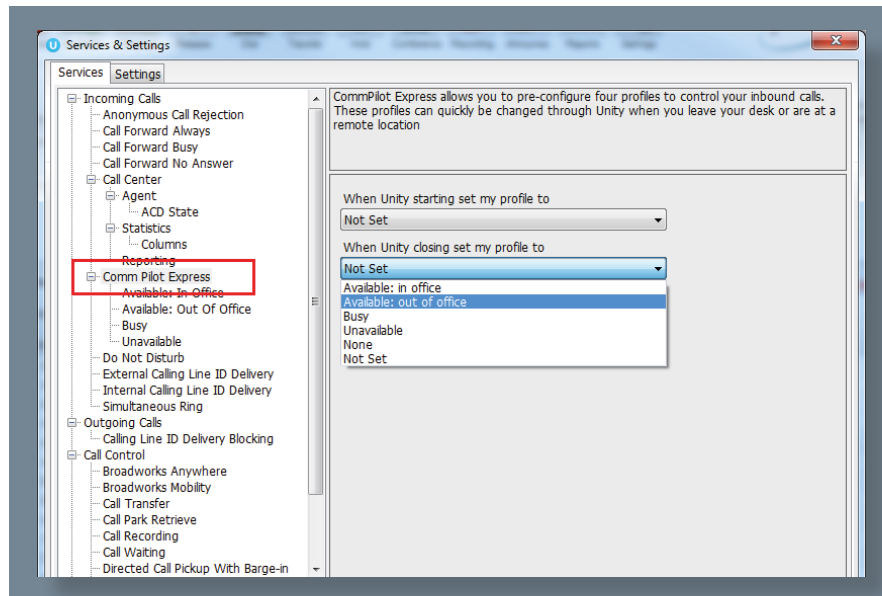 Services & Settings
Services Settings
Incoming Calls
Anonymous Call Rejection
Call Forward Always
Call Forward Busy
Call Forward No Answer
Call Center
Agent
ACD State
Statistics
Columns
Reporting
Comm Pilot Express
Available: In Office
Available: Out Of Office
Busy
Unavailable
Do Not Disturb
External Calling Line ID Delivery
Internal Calling Line ID Delivery
Simultaneous Ring
Outgoing Calls
Calling Line ID Delivery Blocking
Call Control
Broadworks Anywhere
Broadworks Mobility
Call Transfer
Call Park Retrieve
Call Recording
Call Waiting
Directed Call Pickup With Barge-in
CommPilot Express allows you to pre-configure four profiles to control your inbound calls.
These profiles can quickly be changed through Unity when you leave your desk or are at a
remote location
When Unity starting set my profile to
Not Set
When Unity closing set my profile to
Not Set
Available: in office
Available: out of office
Busy
Unavailable
None
Not Set